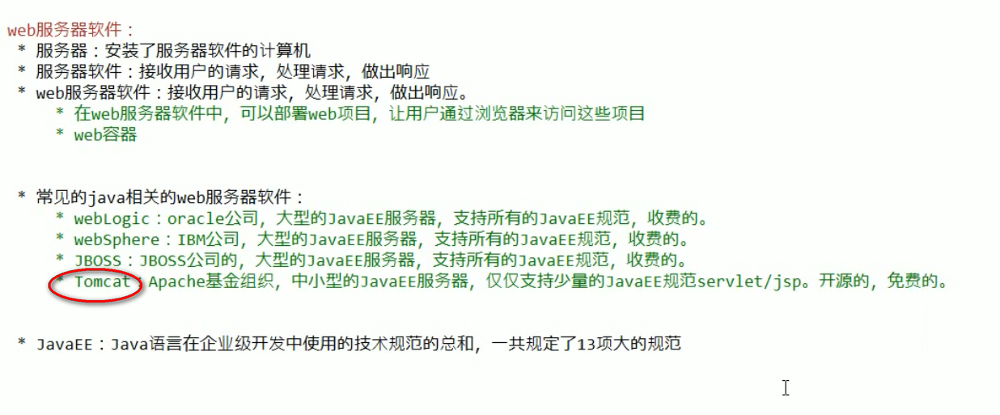 web服务器软件：
* 服务器：安装了服务器软件的计算机
* 服务器软件：接收用户的请求，处理请求，做出响应
* web服务器软件：接收用户的请求，处理请求，做出响应。
* 在web服务器软件中，可以部署web项目，让用户通过浏览器来访问这些项目
* web容器
* 常见的java相关的web服务器软件：
* webLogic：oracle公司，大型的JavaEE服务器，支持所有的JavaEE规范，收费的。
* webSphere：IBM公司，大型的JavaEE服务器，支持所有的JavaEE规范，收费的。
* JBOSS：JBOSS公司的，大型的JavaEE服务器，支持所有的JavaEE规范，收费的。
* Tomcat：Apache基金组织，中小型的JavaEE服务器，仅仅支持少量的JavaEE规范servlet/jsp。开源的，免费的。
* JavaEE：Java语言在企业级开发中使用的技术规范的总和，一共规定了13项大的规范